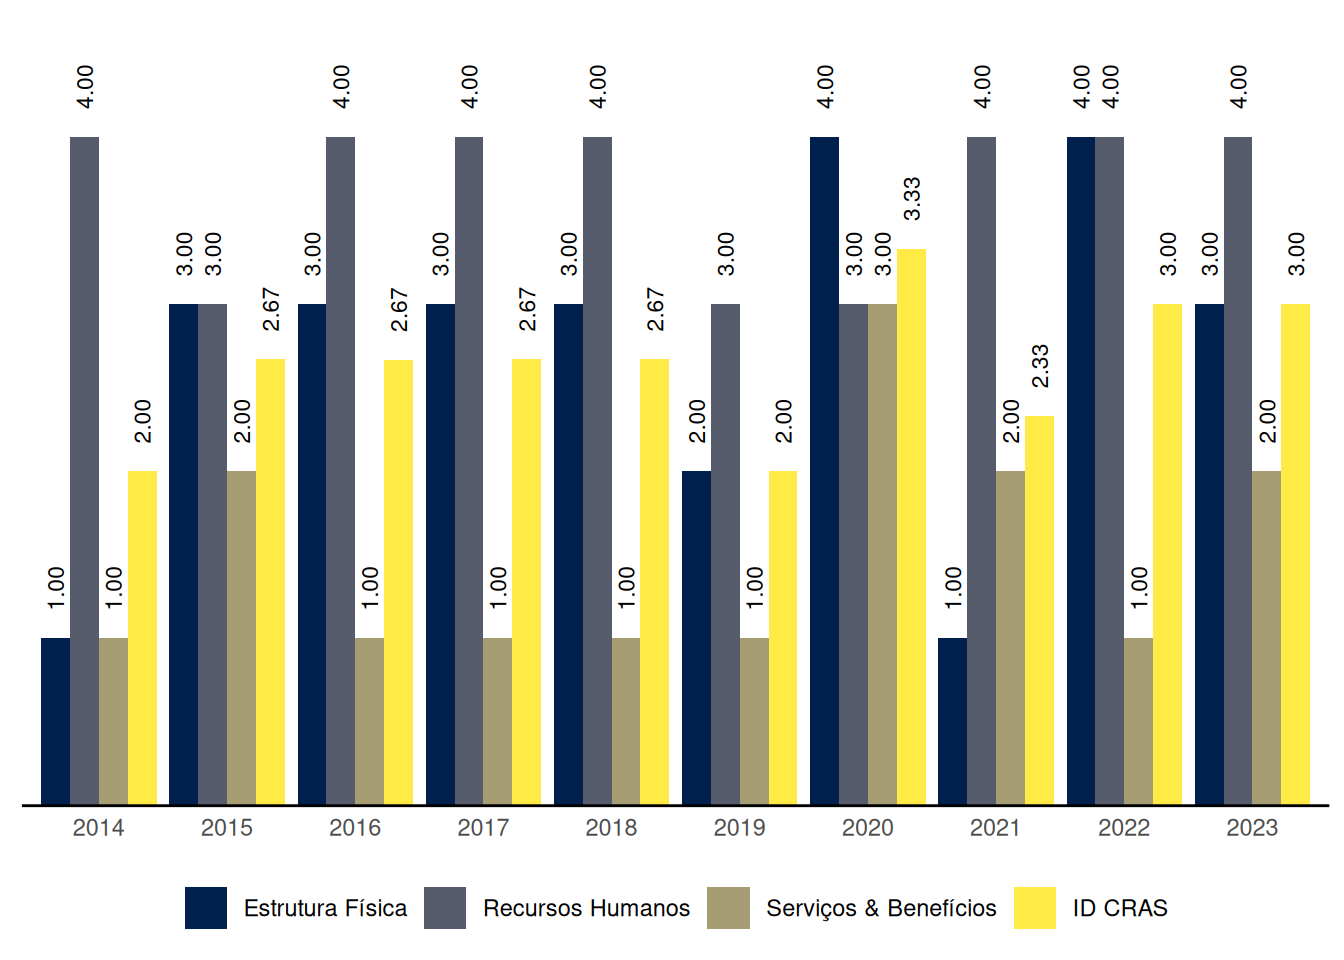 4.00 4.00 4.00 4.00 4.00 4.00 4.00 4.00 4.00
3.33
3.00 3.00 3.00 3.00 3.00 3.00 3.00 3.00 3.00 3.00 3.00
2.67 2.67 2.67 2.67
2.33
2.00 2.00 2.00 2.00 2.00 2.00
1.00 1.00 1.00 1.00 1.00 1.00 1.00 1.00
2014 2015 2016 2017 2018 2019 2020 2021 2022 2023
Estrutura Física Recursos Humanos Serviços & Benefícios ID CRAS